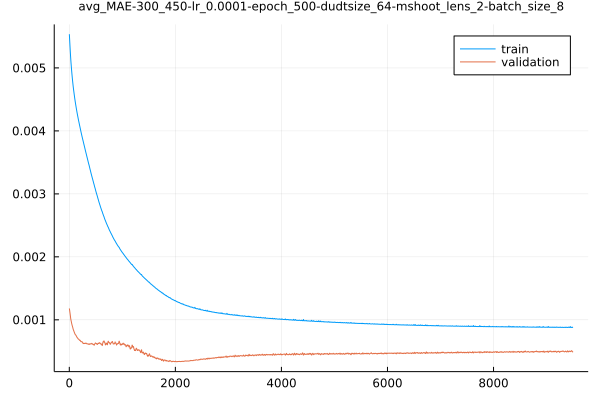 avg_MAE-300_450-lr_0.0001-epoch_500-dudtsize_64-mshoot_lens_2-batch_size_8
train
validation
0.005
0.004
0.003
0.002
0.001
0 2000 4000 6000 8000